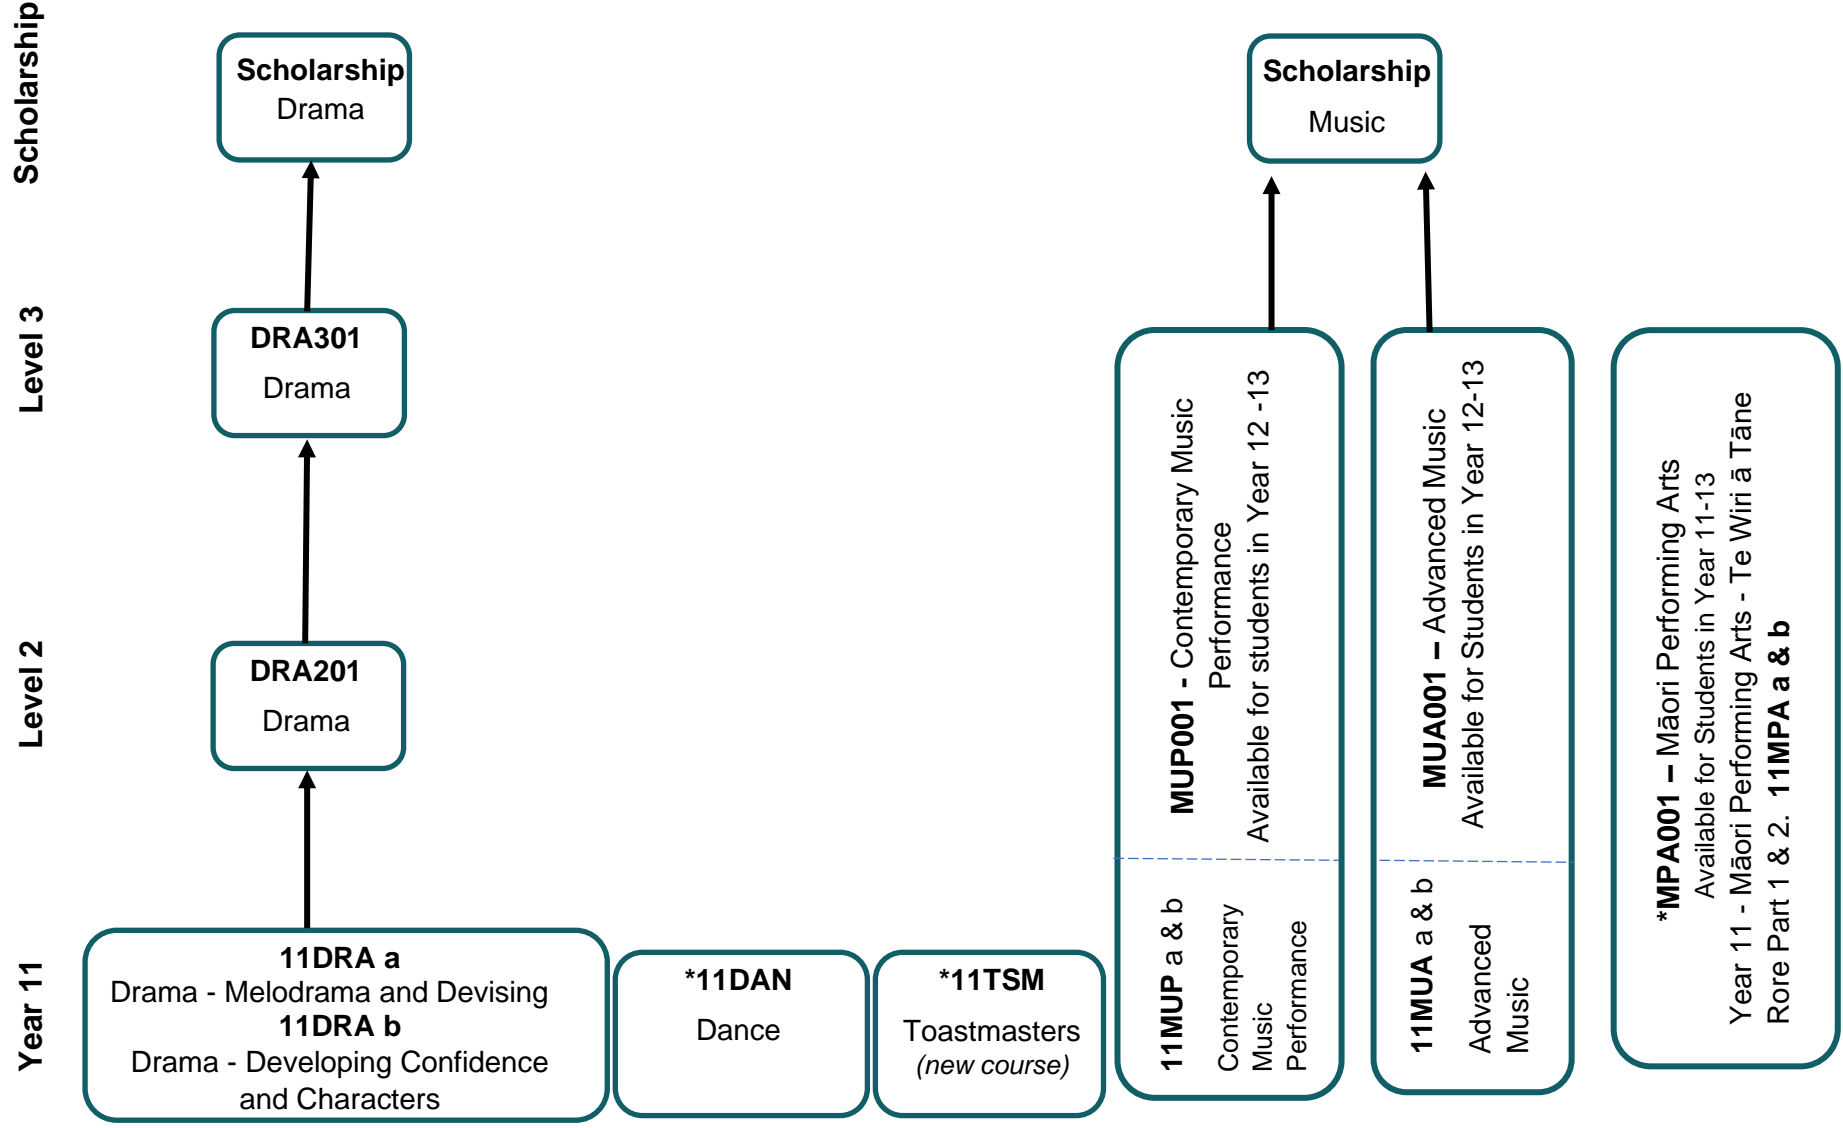 Scholarship
Scholarship
Drama
Scholarship
Music
Level 3
DRA301
Drama
Level 2
DRA201
Drama
Year 11
11DRA a
Drama - Melodrama and Devising
11DRA b
Drama - Developing Confidence
and Characters
*11DAN
Dance
*11TSM
Toastmasters
(new course)
MUP001 - Contemporary Music
Performance
Available for students in Year 12 -13
11MUP a & b
Contemporary
Music
Performance
MUA001 – Advanced Music
Available for Students in Year 12-13
11MUA a & b
Advanced
Music
*MPA001 – Māori Performing Arts
Available for Students in Year 11-13
Year 11 - Māori Performing Arts - Te Wiri ā Tāne
Rore Part 1 & 2. 11MPA a & b